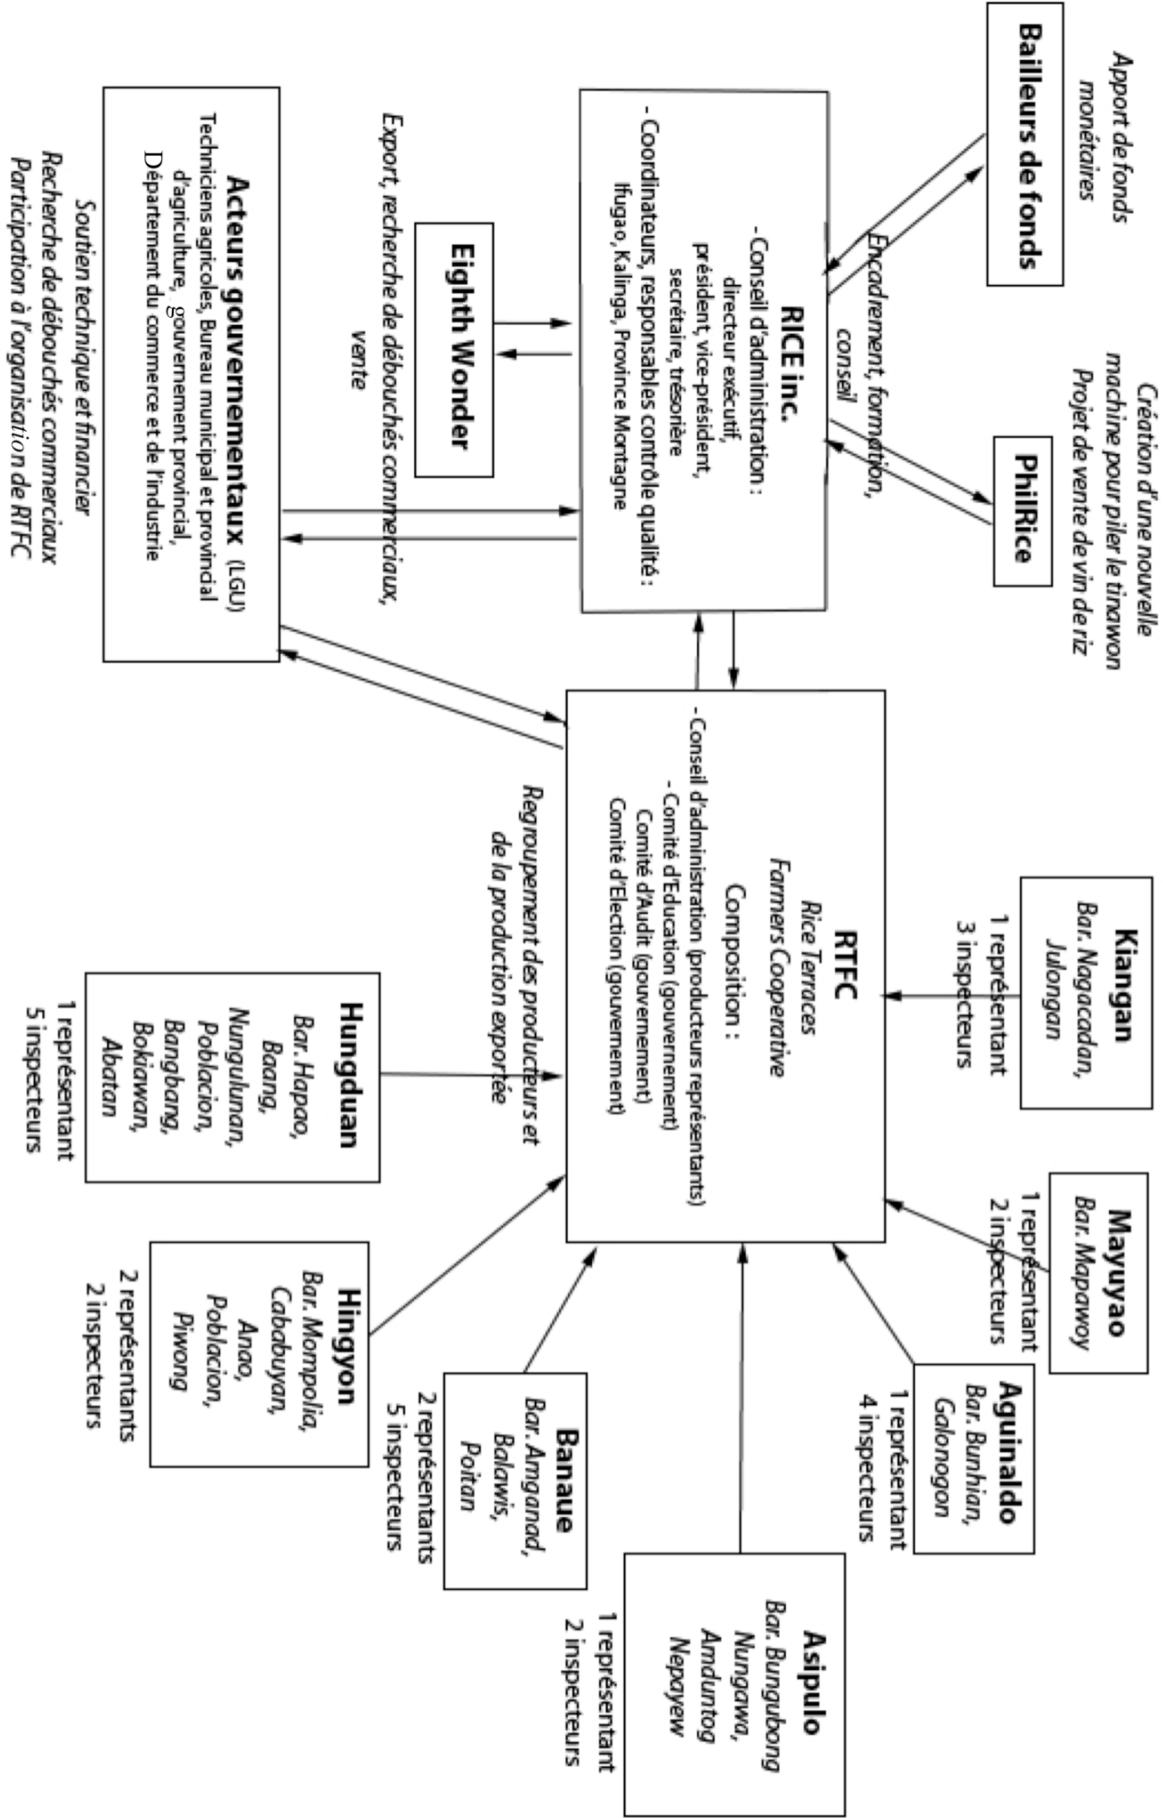 Apport de fonds
monétaires
Bailleurs de fonds
Création d'une nouvelle
machine pour piler le tinawon
Projet de vente de vin de riz
PhilRice
Encadrement, formation,
conseil
RICE inc.
- Conseil d'administration :
directeur exécutif,
président, vice-président,
secrétaire, trésorière
- Coordinateurs, responsables contrôle qualité :
Ifugao, Kalinga, Province Montagne
Eighth Wonder
Export, recherche de débouchés commerciaux,
vente
Acteurs gouvernementaux (LGU)
Techniciens agricoles, Bureau municipal et provincial
d'agriculture, gouvernement provincial,
Département du commerce et de l'industrie
Soutien technique et financier
Recherche de débouchés commerciaux
Participation à l'organisation de RTFC
RTFC
Rice Terraces
Farmers Cooperative
Composition :
- Conseil d'administration (producteurs représentants)
- Comité d'Education (gouvernement)
Comité d'Audit (gouvernement)
Comité d'Election (gouvernement)
Regroupement des producteurs et
de la production exportée
Kiangan
Bar. Nagacadan,
Julongan
1 représentant
3 inspecteurs
Mayuyao
Bar. Mapawoy
1 représentant
2 inspecteurs
Aguinaldo
Bar. Bunhian,
Galonogon
1 représentant
4 inspecteurs
Asipulo
Bar. Bungubong
Nungawa,
Amduntog
Nepayew
1 représentant
2 inspecteurs
Banaue
Bar. Amganad,
Balawis,
Poitan
2 représentants
5 inspecteurs
Hingyon
Bar. Mompolia,
Cababuyan,
Anao,
Poblacion,
Piwong
2 représentants
2 inspecteurs
Hungduan
Bar. Hapao,
Baang,
Nungulunan,
Poblacion,
Bangbang,
Bokiawan,
Abatan
1 représentant
5 inspecteurs